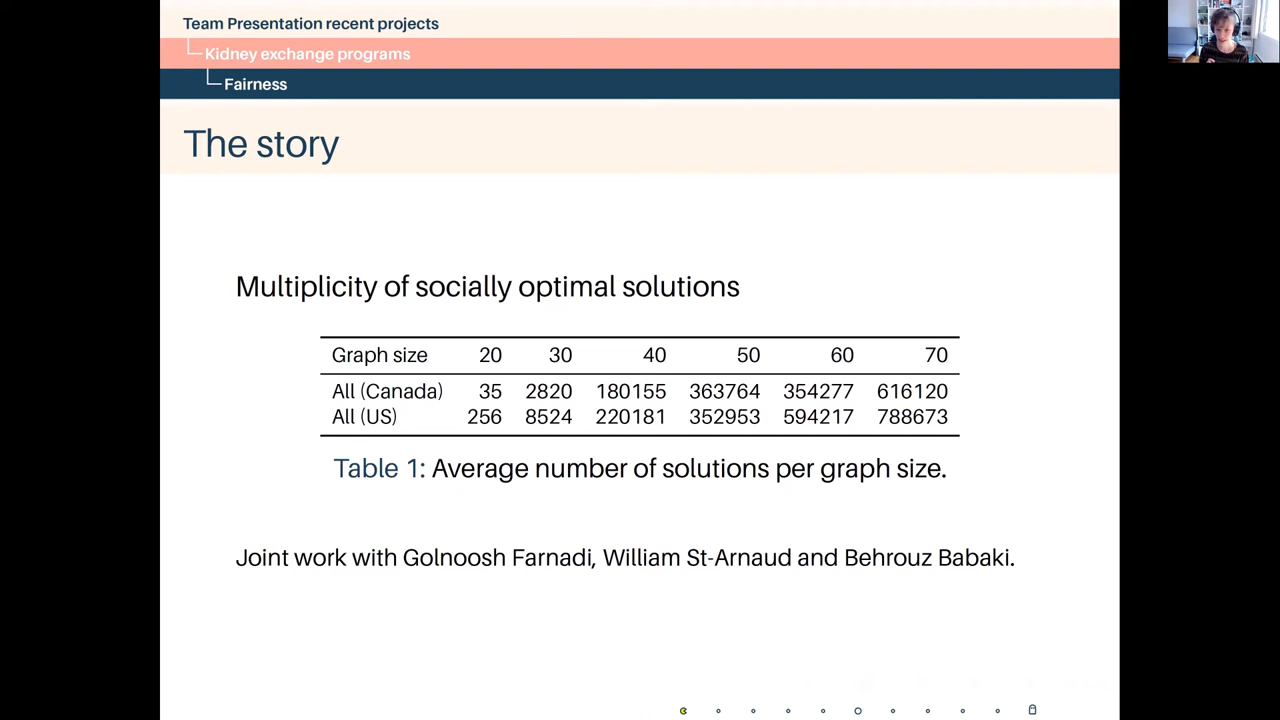 Team Presentation recent projects
Kidney exchange programs
Fairness
The story
Multiplicity of socially optimal solutions
Graph size 20 30 40 50 60 70
All (Canada) 35 2820 180155 363764 354277 616120
All (US) 256 8524 220181 352953 594217 788673
Table 1: Average number of solutions per graph size.
Joint work with Golnoosh Farnadi, William St-Arnaud and Behrouz Babaki.